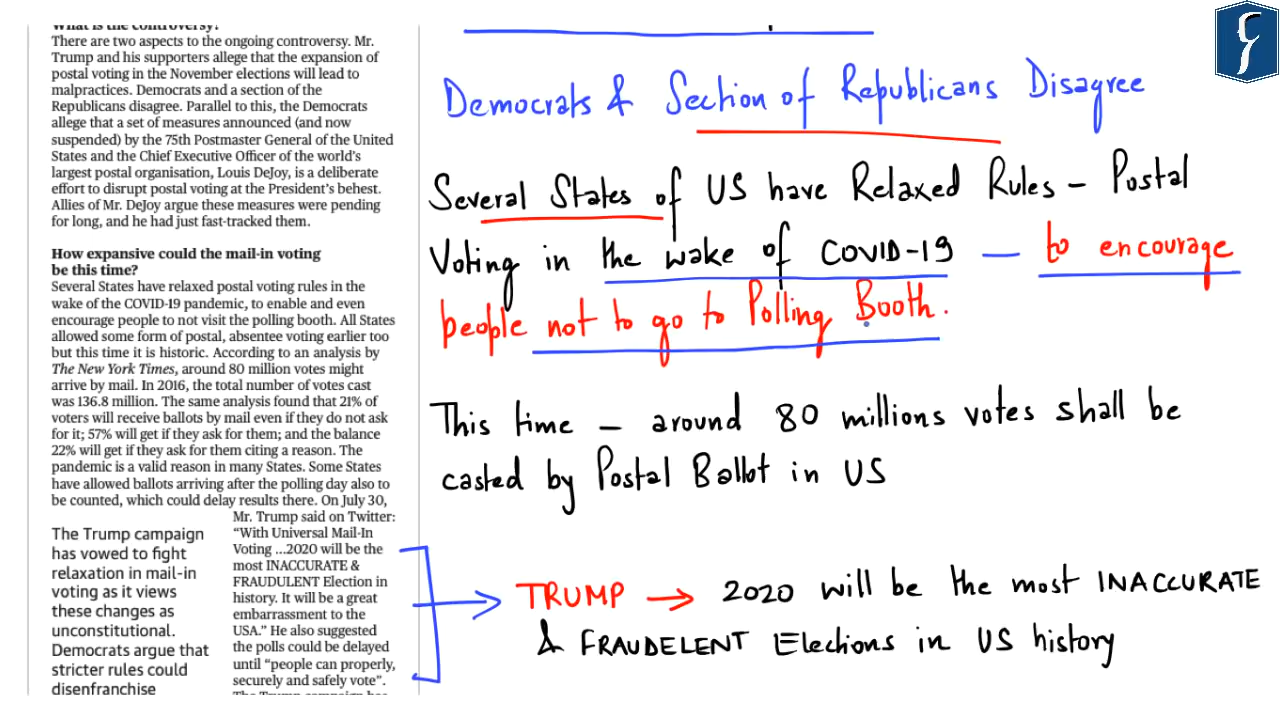 What is the controversy?
There are two aspects to the ongoing controversy. Mr.
Trump and his supporters allege that the expansion of
postal voting in the November elections will lead to
malpractices. Democrats and a section of the
Republicans disagree. Parallel to this, the Democrats
allege that a set of measures announced (and now
suspended) by the 75th Postmaster General of the United
States and the Chief Executive Officer of the world's
largest postal organisation, Louis DeJoy, is a deliberate
effort to disrupt postal voting at the President's behest.
Allies of Mr. DeJoy argue these measures were pending
for long, and he had just fast-tracked them.
How expansive could the mail-in voting
be this time?
Several States have relaxed postal voting rules in the
wake of the COVID-19 pandemic, to enable and even
encourage people to not visit the polling booth. All States
allowed some form of postal, absentee voting earlier too
but this time it is historic. According to an analysis by
The New York Times, around 80 million votes might
arrive by mail. In 2016, the total number of votes cast
was 136.8 million. The same analysis found that 21% of
voters will receive ballots by mail even if they do not ask
for it; 57% will get if they ask for them; and the balance
22% will get if they ask for them citing a reason. The
pandemic is a valid reason in many States. Some States
have allowed ballots arriving after the polling day also to
be counted, which could delay results there. On July 30,
Mr. Trump said on Twitter:
"With Universal Mail-In
Voting ...2020 will be the
most INACCURATE &
FRAUDULENT Election in
history. It will be a great
embarrassment to the
USA." He also suggested
the polls could be delayed
until "people can properly,
securely and safely vote".
The Trump campaign
has vowed to fight
relaxation in mail-in
voting as it views
these changes as
unconstitutional.
Democrats argue that
stricter rules could
disenfranchise
Democrats & Section of Republicans Disagree
Several States of US have Relaxed Rules - Postal
Voting in the wake of COVID-19 — to encourage
people not to go to Polling Booth.
This time - around 80 millions votes shall be
casted by Postal Ballot in US
TRUMP → 2020 will be the most INACCURATE
& FRAUDELENT Elections in US history